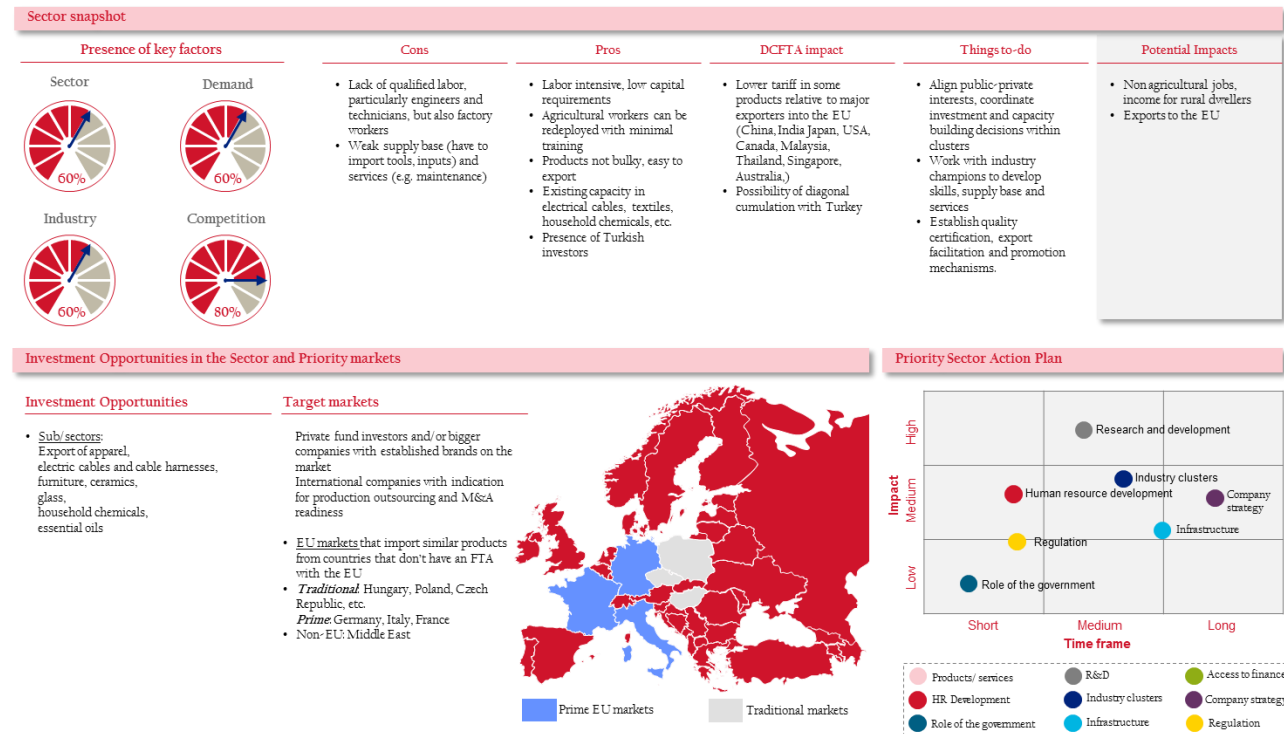 Sector snapshot
Presence of key factors
Sector
Demand
60%
60%
Industry
Competition
60%
80%
Cons
• Lack of qualified labor,
particularly engineers and
technicians, but also factory
workers
• Weak supply base (have to
import tools, inputs) and
services (e.g. maintenance)
Pros
• Labor intensive, low capital
requirements
• Agricultural workers can be
redeployed with minimal
training
• Products not bulky, easy to
export
• Existing capacity in
electrical cables, textiles,
household chemicals, etc.
• Presence of Turkish
investors
DCFTA impact
• Lower tariff in some
products relative to major
exporters into the EU
(China, India Japan, USA,
Canada, Malaysia,
Thailand, Singapore,
Australia,)
• Possibility of diagonal
cumulation with Turkey
Things to-do
• Align public-private
interests, coordinate
investment and capacity
building decisions within
clusters
• Work with industry
champions to develop
skills, supply base and
services
• Establish quality
certification, export
facilitation and promotion
mechanisms.
Potential Impacts
• Non agricultural jobs,
income for rural dwellers
• Exports to the EU
Investment Opportunities in the Sector and Priority markets
Investment Opportunities
• Sub/sectors:
Export of apparel,
electric cables and cable harnesses,
furniture, ceramics,
glass,
household chemicals,
essential oils
Target markets
Private fund investors and/or bigger
companies with established brands on the
market
International companies with indication
for production outsourcing and M&A
readiness
• EU markets that import similar products
from countries that don't have an FTA
with the EU
• Traditional: Hungary, Poland, Czech
Republic, etc.
Prime: Germany, Italy, France
• Non-EU: Middle East
Prime EU markets
Traditional markets
Priority Sector Action Plan
Impact
High
Medium
Low
Research and development
Industry clusters
Human resource development
Company
strategy
Infrastructure
Regulation
Role of the government
Short
Medium
Long
Time frame
Products/ services
R&D
Access to finance
HR Development
Industry clusters
Company strategy
Role of the government
Infrastructure
Regulation